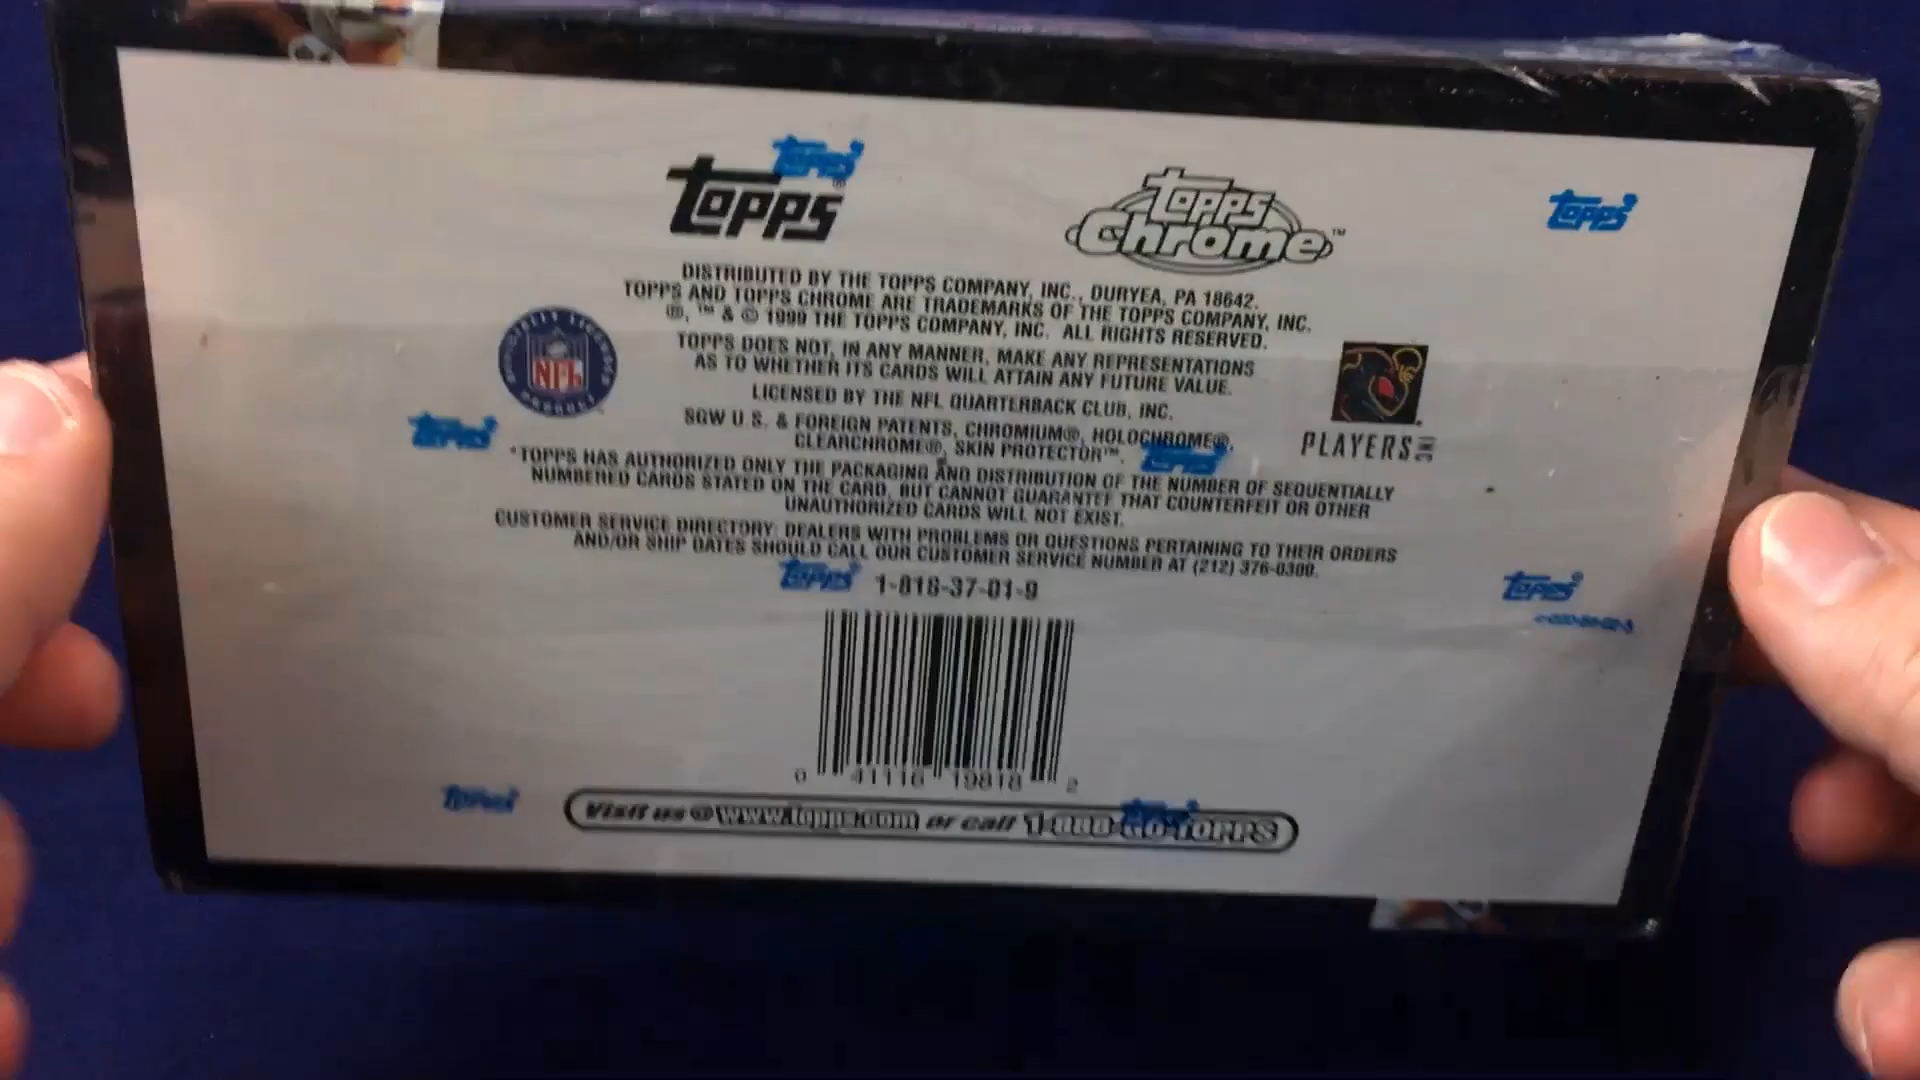 Topps
Topps
Topps Chrome™
Topps
DISTRIBUTED BY THE TOPPS COMPANY, INC., DURYEA, PA 18642.
TOPPS AND TOPPS CHROME ARE TRADEMARKS OF THE TOPPS COMPANY, INC.
®, ™ & © 1999 THE TOPPS COMPANY, INC. ALL RIGHTS RESERVED.
TOPPS DOES NOT, IN ANY MANNER, MAKE ANY REPRESENTATIONS
AS TO WHETHER ITS CARDS WILL ATTAIN ANY FUTURE VALUE.
LICENSED BY THE NFL QUARTERBACK CLUB, INC.
NFL
PLAYERS INC
Topps
SGW U.S. & FOREIGN PATENTS, CHROMIUM®, HOLOCHROME®,
CLEARCHROME®, SKIN PROTECTOR™.
Topps
*TOPPS HAS AUTHORIZED ONLY THE PACKAGING AND DISTRIBUTION OF THE NUMBER OF SEQUENTIALLY
NUMBERED CARDS STATED ON THE CARD, BUT CANNOT GUARANTEE THAT COUNTERFEIT OR OTHER
UNAUTHORIZED CARDS WILL NOT EXIST.
CUSTOMER SERVICE DIRECTORY: DEALERS WITH PROBLEMS OR QUESTIONS PERTAINING TO THEIR ORDERS
AND/OR SHIP DATES SHOULD CALL OUR CUSTOMER SERVICE NUMBER AT (212) 376-0300.
Topps
1-818-37-01-9
Topps
0 41116 19818 2
Topps
Visit us @ www.topps.com or call 1-800-GO-TOPPS
Topps